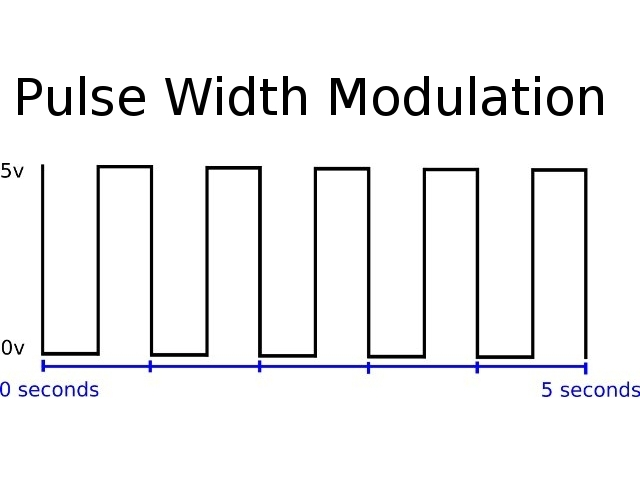 Pulse Width Modulation
5v
0v
0 seconds
5 seconds